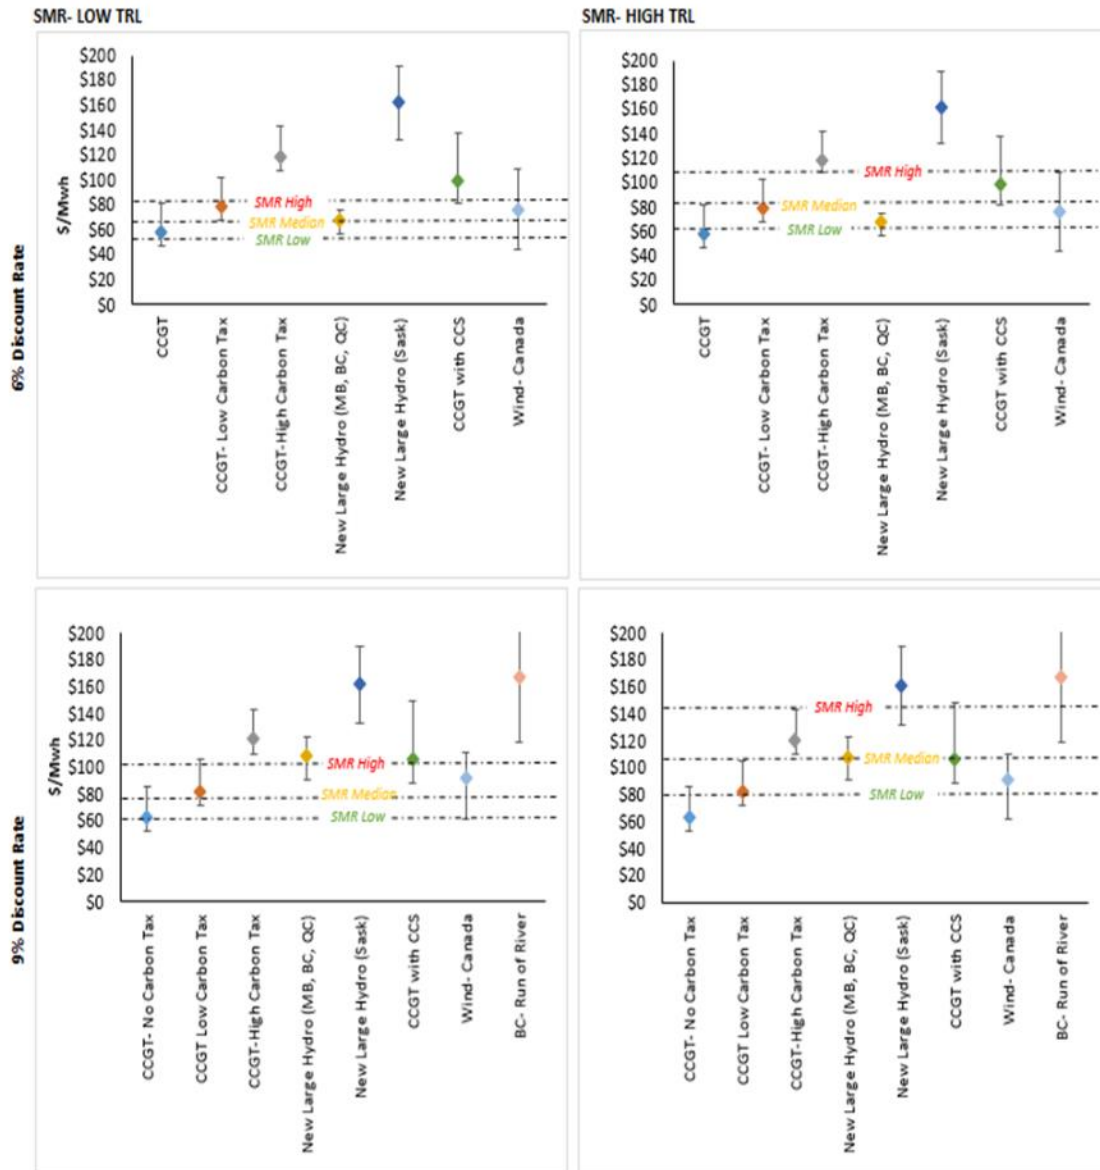 SMR- LOW TRL
$200
$180
$160
$140
$120
$100
$80
$60
$40
$20
$0
$/Mwh
SMR High
SMR Median
SMR Low
CCGT
CCGT- Low Carbon Tax
CCGT-High Carbon Tax
New Large Hydro (MB, BC, QC)
New Large Hydro (Sask)
CCGT with CCS
Wind- Canada
6% Discount Rate
SMR- HIGH TRL
$200
$180
$160
$140
$120
$100
$80
$60
$40
$20
$0
SMR High
SMR Median
SMR Low
CCGT
CCGT- Low Carbon Tax
CCGT-High Carbon Tax
New Large Hydro (MB, BC, QC)
New Large Hydro (Sask)
CCGT with CCS
Wind- Canada
$200
$180
$160
$140
$120
$100
$80
$60
$40
$20
$0
$/Mwh
SMR High
SMR Median
SMR Low
CCGT- No Carbon Tax
CCGT Low Carbon Tax
CCGT-High Carbon Tax
New Large Hydro (MB, BC, QC)
New Large Hydro (Sask)
CCGT with CCS
Wind- Canada
BC- Run of River
9% Discount Rate
$200
$180
$160
$140
$120
$100
$80
$60
$40
$20
$0
SMR High
SMR Median
SMR Low
CCGT- No Carbon Tax
CCGT Low Carbon Tax
CCGT-High Carbon Tax
New Large Hydro (MB, BC, QC)
New Large Hydro (Sask)
CCGT with CCS
Wind- Canada
BC- Run of River